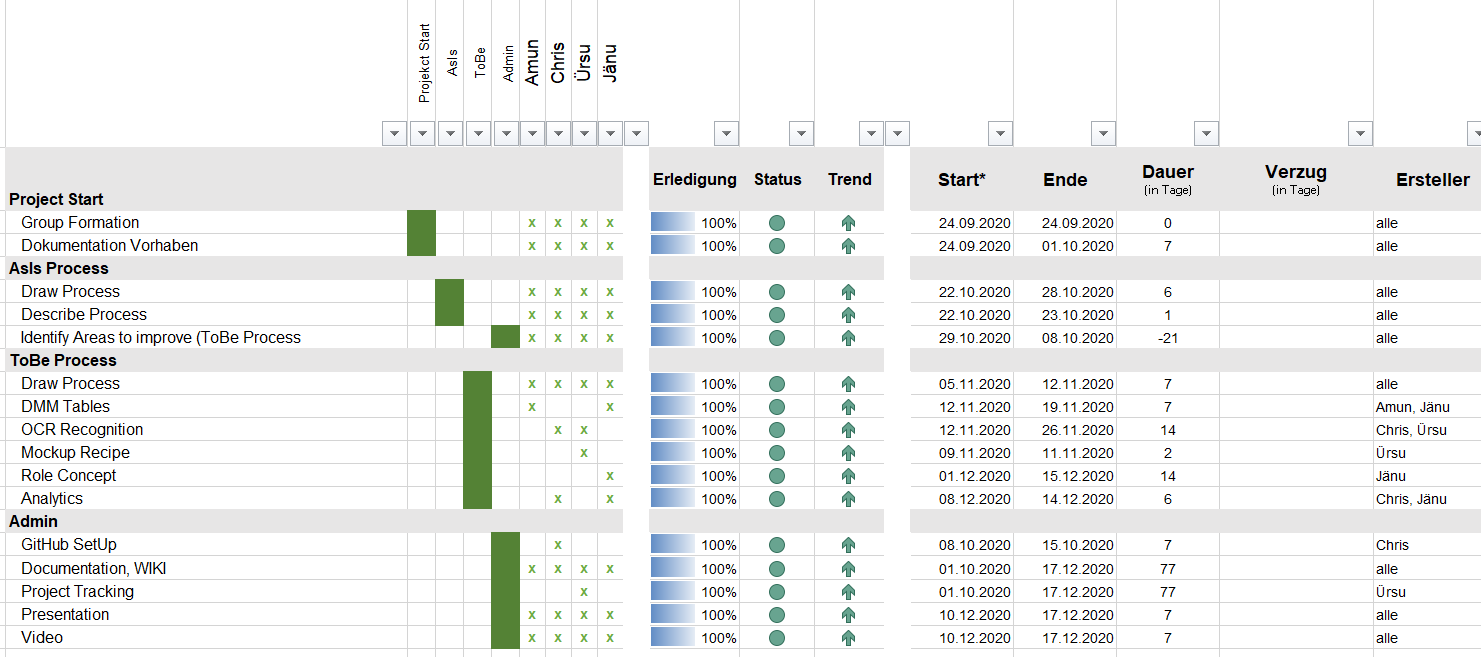 Projekct Start AsIs ToBe Admin Amun Chris Ürsu Jänu
Project Start Erledigung Status Trend Start* Ende Dauer (in Tage) Verzug (in Tage) Ersteller
Group Formation x x x x 100% 24.09.2020 24.09.2020 0 alle
Dokumentation Vorhaben x x x x 100% 24.09.2020 01.10.2020 7 alle
AsIs Process
Draw Process x x x x 100% 22.10.2020 28.10.2020 6 alle
Describe Process x x x x 100% 22.10.2020 23.10.2020 1 alle
Identify Areas to improve (ToBe Process x x x x 100% 29.10.2020 08.10.2020 -21 alle
ToBe Process
Draw Process x x x x 100% 05.11.2020 12.11.2020 7 alle
DMM Tables x x 100% 12.11.2020 19.11.2020 7 Amun, Jänu
OCR Recognition x x 100% 12.11.2020 26.11.2020 14 Chris, Ürsu
Mockup Recipe x 100% 09.11.2020 11.11.2020 2 Ürsu
Role Concept x 100% 01.12.2020 15.12.2020 14 Jänu
Analytics x x 100% 08.12.2020 14.12.2020 6 Chris, Jänu
Admin
GitHub SetUp x 100% 08.10.2020 15.10.2020 7 Chris
Documentation, WIKI x x x x 100% 01.10.2020 17.12.2020 77 alle
Project Tracking x 100% 01.10.2020 17.12.2020 77 Ürsu
Presentation x x x x 100% 10.12.2020 17.12.2020 7 alle
Video x x x x 100% 10.12.2020 17.12.2020 7 alle